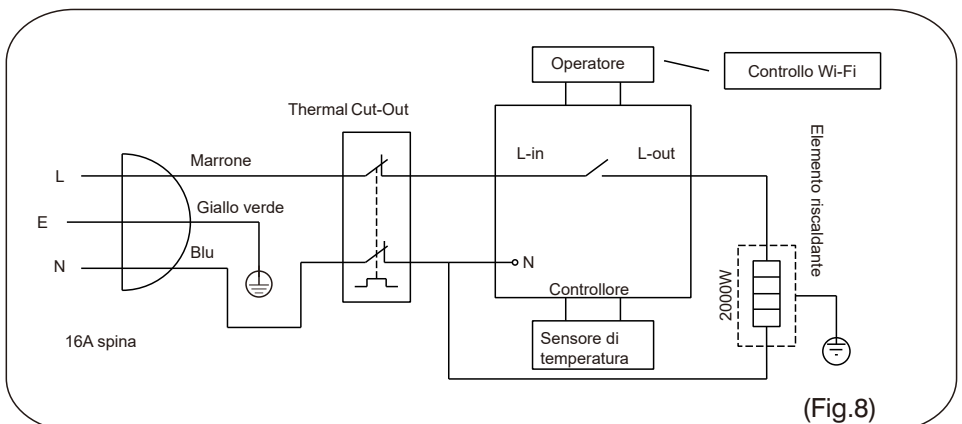 Operatore
Controllo Wi-Fi
Thermal Cut-Out
Marrone
L-in
L-out
L
Giallo verde
E
Blu
N
N
Elemento riscaldante
2000W
Controllore
16A spina
Sensore di
temperatura
(Fig.8)